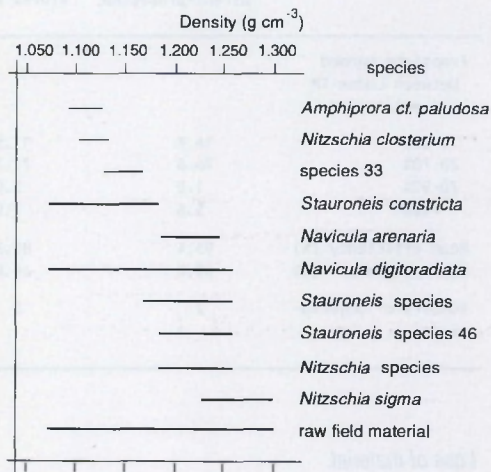 Density (g cm-3)
1.050 1.100 1.150 1.200 1.250 1.300
species
Amphiprora cf. paludosa
Nitzschia closterium
species 33
Stauroneis constricta
Navicula arenaria
Navicula digitoradiata
Stauroneis species
Stauroneis species 46
Nitzschia species
Nitzschia sigma
raw field material